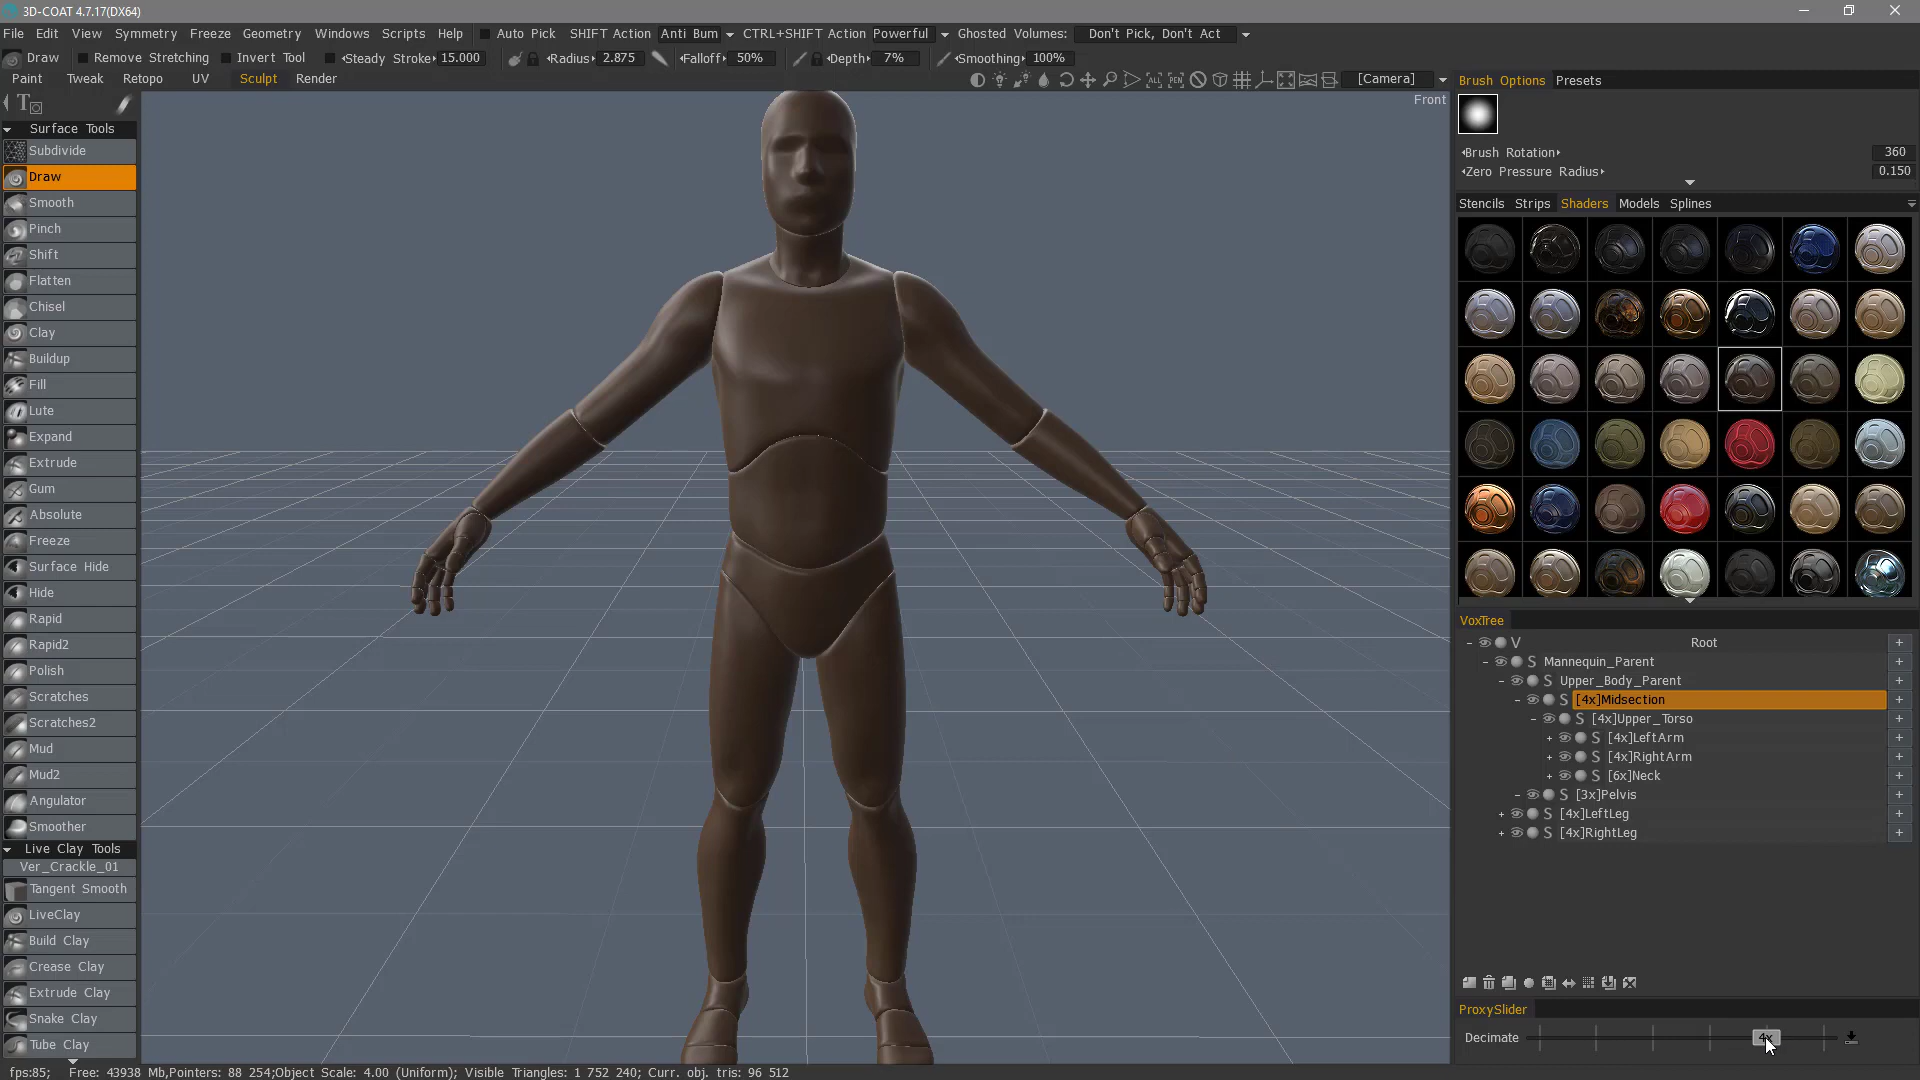 3D-COAT 4.7.17(DX64)
File Edit View Symmetry Freeze Geometry Windows Scripts Help Auto Pick SHIFT Action Anti Bum CTRL+SHIFT Action Powerful Ghosted Volumes: Don't Pick, Don't Act
Draw Remove Stretching Invert Tool Steady Stroke 15.000 Radius 2.875 Falloff 50% Depth 7% Smoothing 100%
Paint Tweak Retopo UV Sculpt Render [Camera]
Front
Surface Tools
Subdivide
Draw
Smooth
Pinch
Shift
Flatten
Chisel
Clay
Buildup
Fill
Lute
Expand
Extrude
Gum
Absolute
Freeze
Surface Hide
Hide
Rapid
Rapid2
Polish
Scratches
Scratches2
Mud
Mud2
Angulator
Smoother
Live Clay Tools
Ver_Crackle_01
Tangent Smooth
LiveClay
Build Clay
Crease Clay
Extrude Clay
Snake Clay
Tube Clay
Brush Options Presets
Brush Rotation 360
Zero Pressure Radius 0.150
Stencils Strips Shaders Models Splines
VoxTree
V Root +
S Mannequin_Parent +
S Upper_Body_Parent +
S [4x]Midsection +
S [4x]Upper_Torso +
S [4x]LeftArm +
S [4x]RightArm +
S [6x]Neck +
S [3x]Pelvis +
S [4x]LeftLeg +
S [4x]RightLeg +
ProxySlider
Decimate 4x
fps:85; Free: 43938 Mb,Pointers: 88 254;Object Scale: 4.00 (Uniform); Visible Triangles: 1 752 240; Curr. obj. tris: 96 512